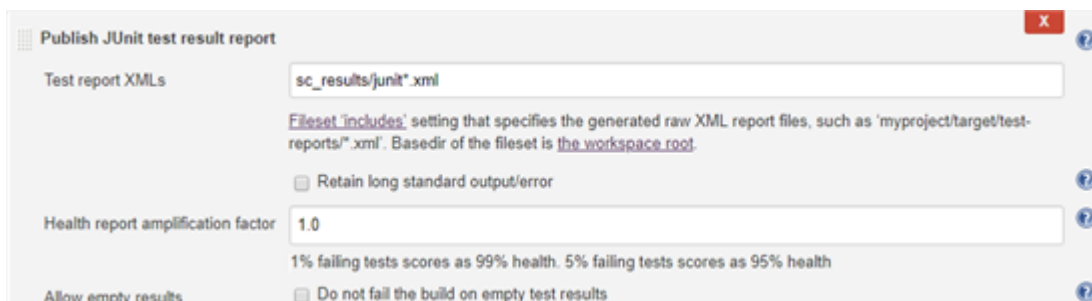 X
Publish JUnit test result report
Test report XMLs
sc_results/junit*.xml
Fileset 'includes' setting that specifies the generated raw XML report files, such as 'myproject/target/test-
reports/*.xml'. Basedir of the fileset is the workspace root.
Retain long standard output/error
Health report amplification factor
1.0
1% failing tests scores as 99% health. 5% failing tests scores as 95% health
Allow empty results
Do not fail the build on empty test results